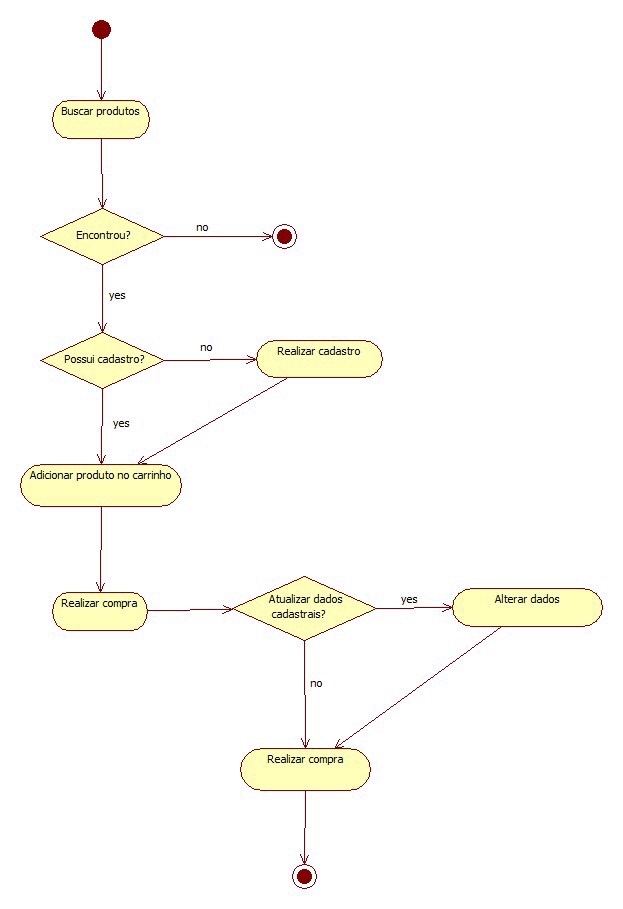 Buscar produtos
Encontrou?
no
yes
Possui cadastro?
no
Realizar cadastro
yes
Adicionar produto no carrinho
Realizar compra
Atualizar dados
cadastrais?
yes
Alterar dados
no
Realizar compra